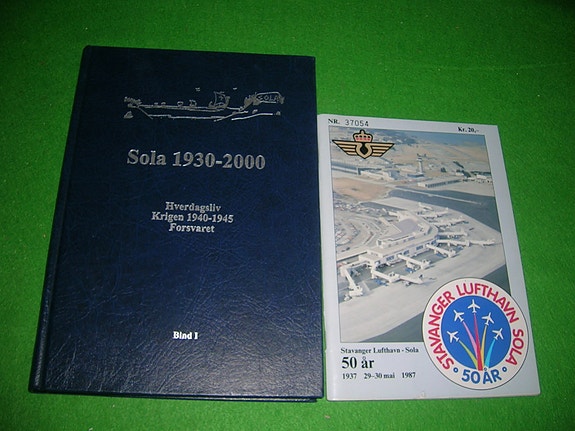 SOLA
Sola 1930-2000
Hverdagsliv
Krigen 1940-1945
Forsvaret
Bind I
NR. 37054
Kr. 20,-
STAVANGER LUFTHAVN SOLA
50 ÅR
Stavanger Lufthavn - Sola
50 år
1937 29-30 mai 1987